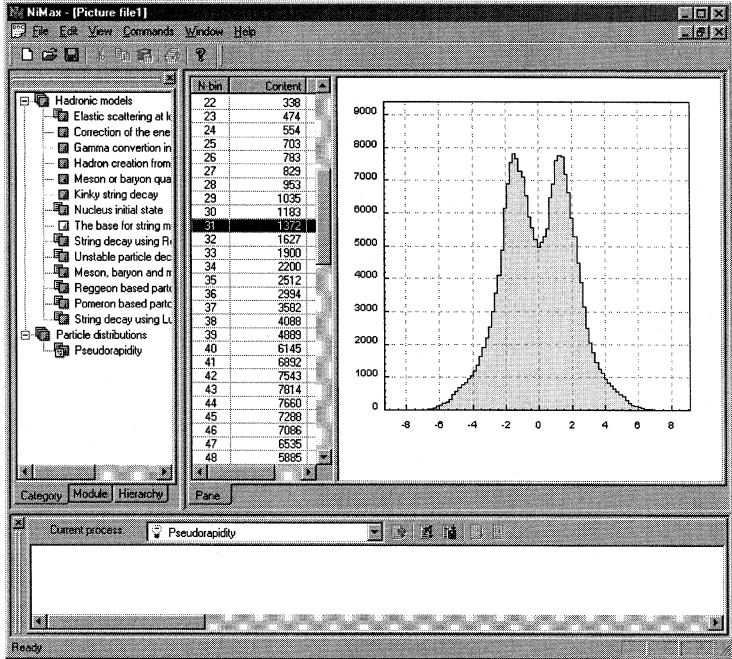 NiMax - [Picture file1]
File Edit View Commands Window Help
Hadronic models
Elastic scattering at
Correction of the ene
Gamma convertion in
Hadron creation from
Meson or baryon qua
Kinky string decay
Nucleus initial state
The base for string m
String decay using
Unstable particle dec
Meson, baryon and
Reggeon based partc
Pomeron based partc
String decay using Lu
Particle distributions
Pseudorapidity
Category Module Hierarchy
N-bin Content
22 338
23 474
24 554
25 703
26 783
27 829
28 953
29 1035
30 1183
31 1372
32 1627
33 1900
34 2200
35 2512
36 2994
37 3582
38 4088
39 4889
40 6145
41 6892
42 7543
43 7814
44 7660
45 7288
46 7086
47 6535
48 5885
Pane
9000
8000
7000
6000
5000
4000
3000
2000
1000
0
-8 -6 -4 -2 0 2 4 6 8
Current process: Pseudorapidity
Ready